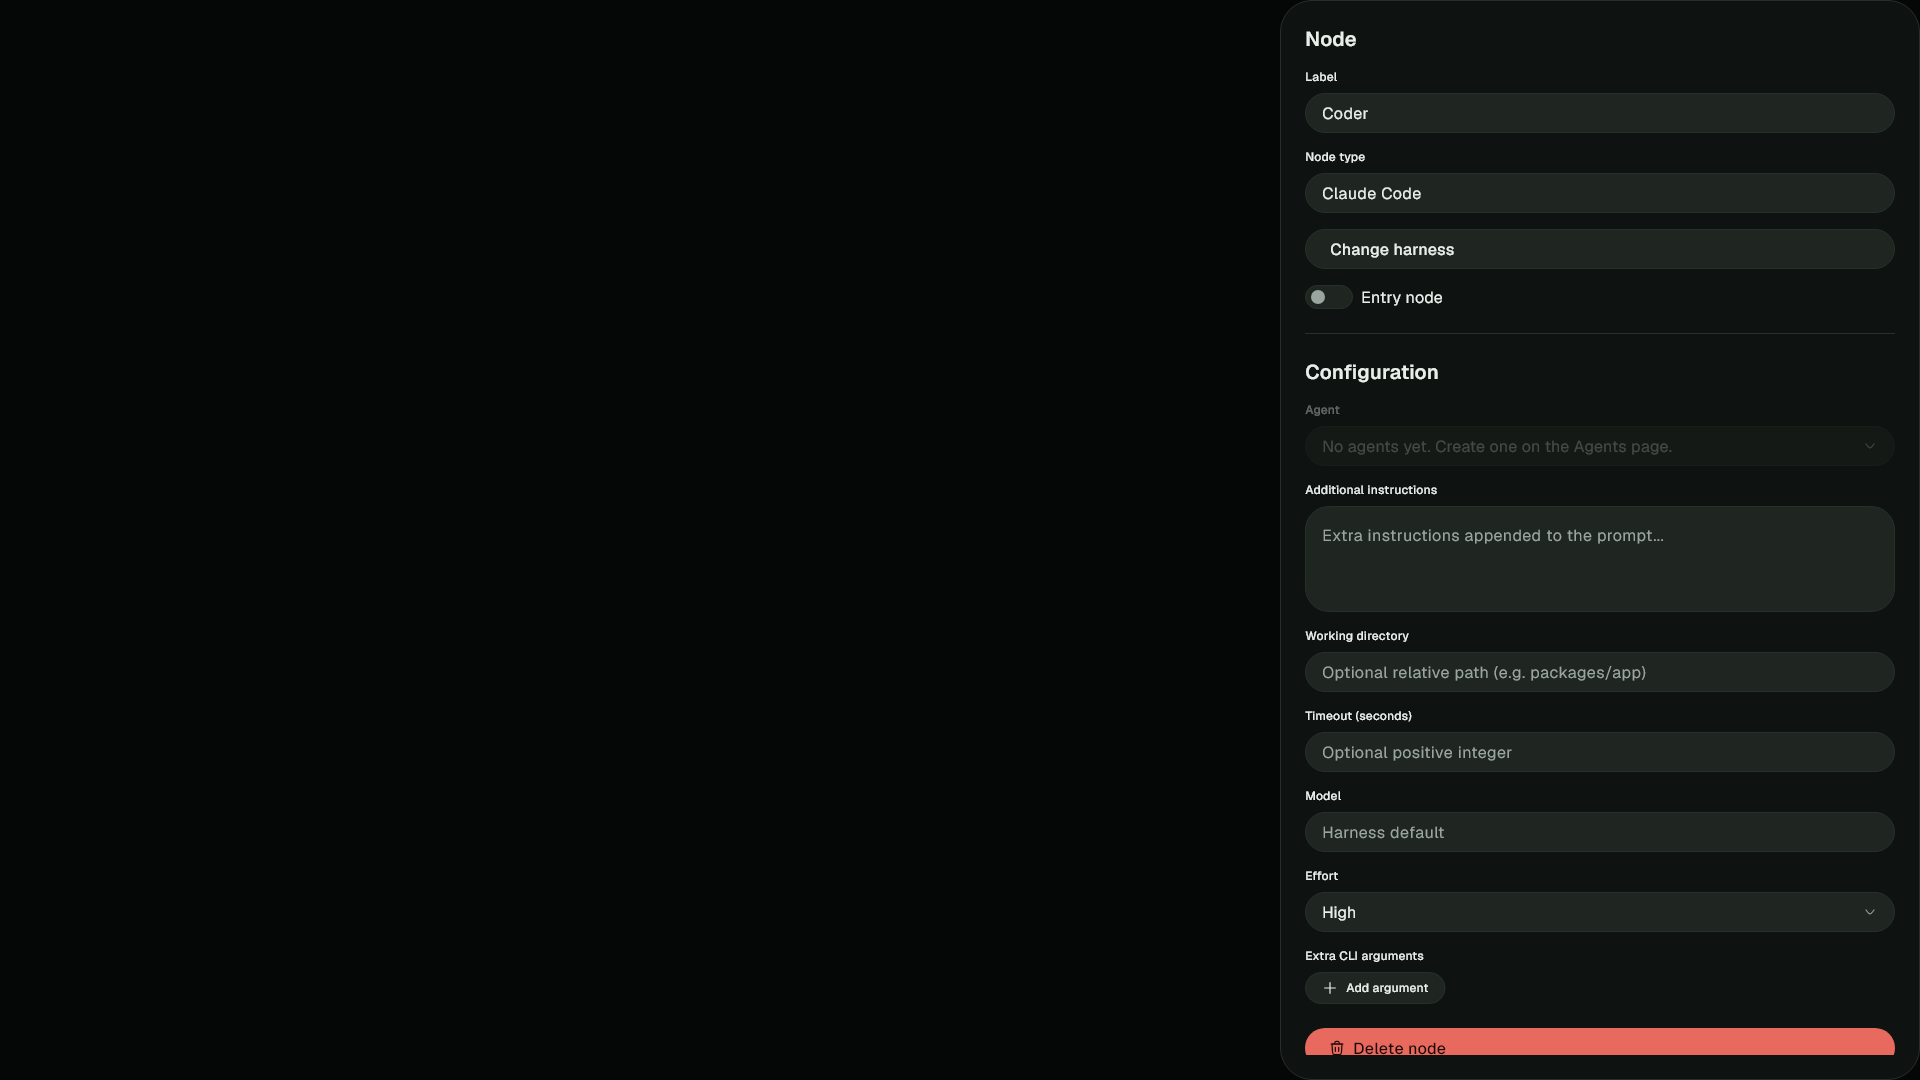 Node
Label
Coder
Node type
Claude Code
Change harness
Entry node
Configuration
Agent
No agents yet. Create one on the Agents page.
Additional instructions
Extra instructions appended to the prompt...
Working directory
Optional relative path (e.g. packages/app)
Timeout (seconds)
Optional positive integer
Model
Harness default
Effort
High
Extra CLI arguments
Add argument
Delete node